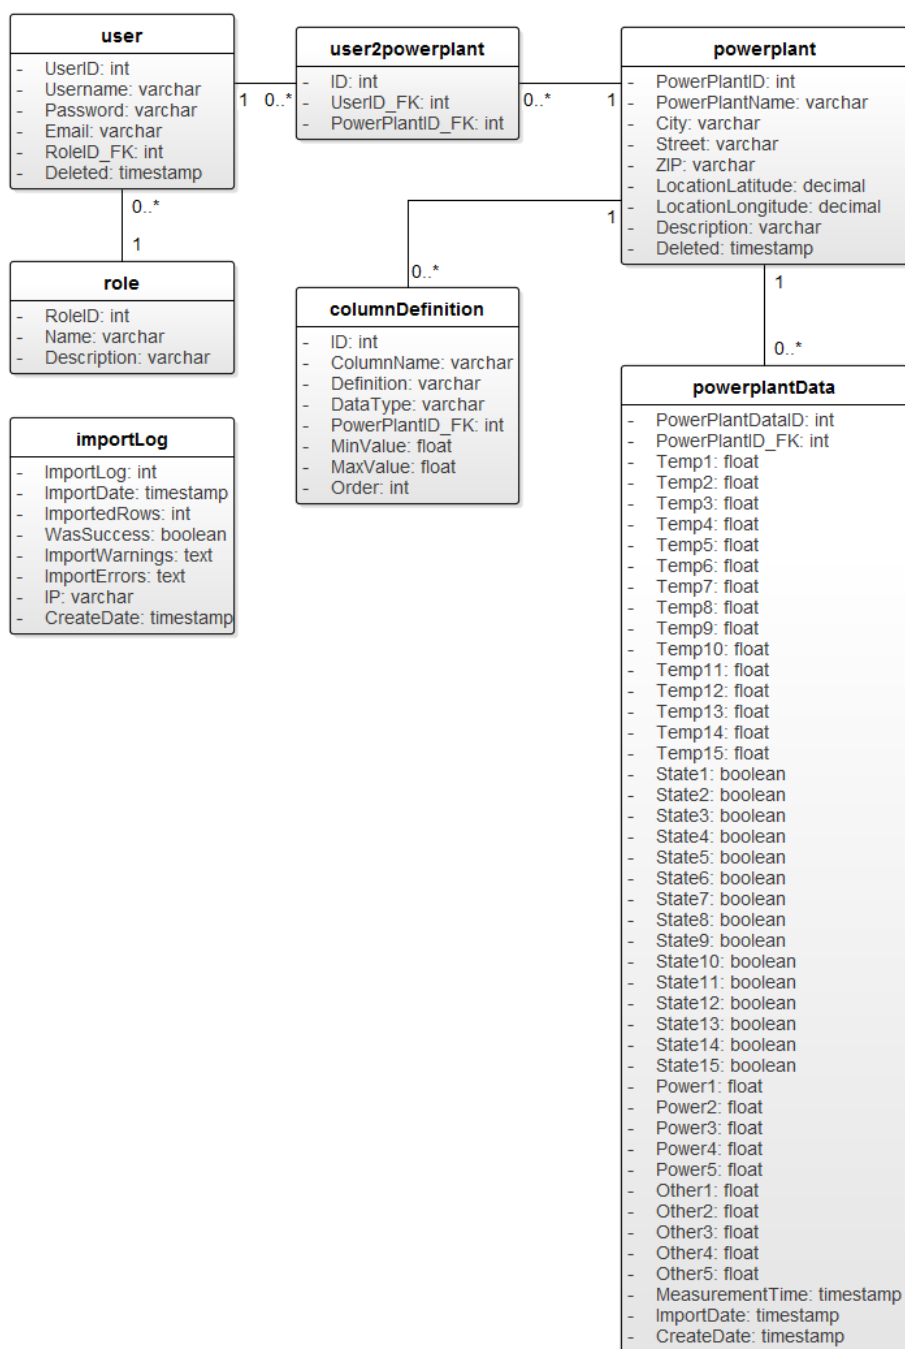 user
- UserID: int
- Username: varchar
- Password: varchar
- Email: varchar
- RoleID_FK: int
- Deleted: timestamp
1 0..*
user2powerplant
- ID: int
- UserID_FK: int
- PowerPlantID_FK: int
0..* 1
powerplant
- PowerPlantID: int
- PowerPlantName: varchar
- City: varchar
- Street: varchar
- ZIP: varchar
- LocationLatitude: decimal
- LocationLongitude: decimal
- Description: varchar
- Deleted: timestamp
0..*
1
role
- RoleID: int
- Name: varchar
- Description: varchar
1
0..*
columnDefinition
- ID: int
- ColumnName: varchar
- Definition: varchar
- DataType: varchar
- PowerPlantID_FK: int
- MinValue: float
- MaxValue: float
- Order: int
importLog
- ImportLog: int
- ImportDate: timestamp
- ImportedRows: int
- WasSuccess: boolean
- ImportWarnings: text
- ImportErrors: text
- IP: varchar
- CreateDate: timestamp
1
0..*
powerplantData
- PowerPlantDataID: int
- PowerPlantID_FK: int
- Temp1: float
- Temp2: float
- Temp3: float
- Temp4: float
- Temp5: float
- Temp6: float
- Temp7: float
- Temp8: float
- Temp9: float
- Temp10: float
- Temp11: float
- Temp12: float
- Temp13: float
- Temp14: float
- Temp15: float
- State1: boolean
- State2: boolean
- State3: boolean
- State4: boolean
- State5: boolean
- State6: boolean
- State7: boolean
- State8: boolean
- State9: boolean
- State10: boolean
- State11: boolean
- State12: boolean
- State13: boolean
- State14: boolean
- State15: boolean
- Power1: float
- Power2: float
- Power3: float
- Power4: float
- Power5: float
- Other1: float
- Other2: float
- Other3: float
- Other4: float
- Other5: float
- MeasurementTime: timestamp
- ImportDate: timestamp
- CreateDate: timestamp